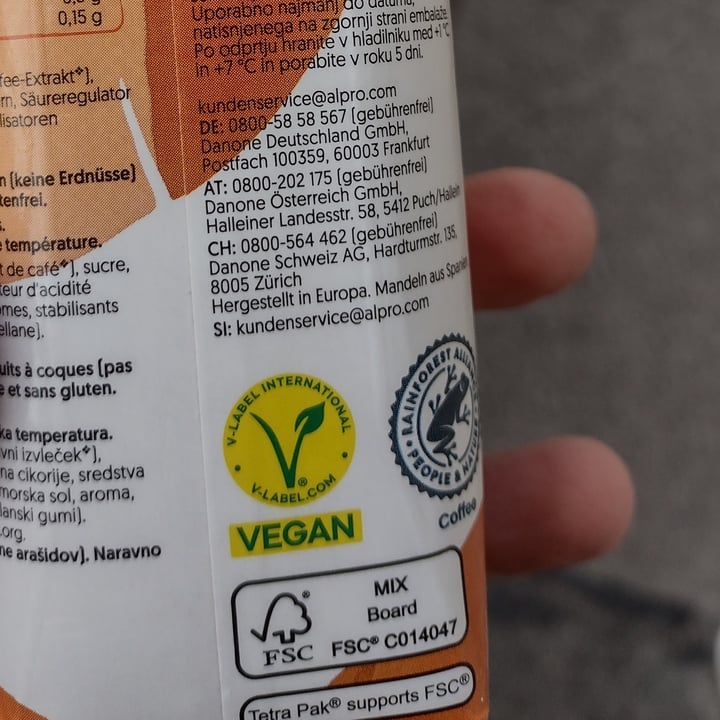 0,15 g
fee-Extrakt*),
rn, Säureregulator
lisatoren
n (keine Erdnüsse)
tenfrei.
s.
température.
t de café*), sucre,
teur d'acidité
mes, stabilisants
ellane).
uits à coques (pas
e et sans gluten.
ka temperatura.
vni izvleček*),
na cikorije, sredstva
morska sol, aroma,
lanski gumi).
.org.
ne arašidov). Naravno
Uporabno najmanj do datuma,
natisnjenega na zgornji strani embalaže.
Po odprtju hranite v hladilniku med +1 °C
in +7 °C in porabite v roku 5 dni.
kundenservice@alpro.com
DE: 0800-58 58 567 (gebührenfrei)
Danone Deutschland GmbH,
Postfach 100359, 60003 Frankfurt
AT: 0800-202 175 (gebührenfrei)
Danone Österreich GmbH,
Halleiner Landesstr. 58, 5412 Puch/Hallein
CH: 0800-564 462 (gebührenfrei)
Danone Schweiz AG, Hardturmstr. 135,
8005 Zürich
Hergestellt in Europa. Mandeln aus Spanien
SI: kundenservice@alpro.com
V-LABEL INTERNATIONAL
® V-LABEL.COM
VEGAN
RAINFOREST ALLIANCE
PEOPLE & NATURE
Coffee
FSC®
MIX
Board
FSC® C014047
Tetra Pak® supports FSC®